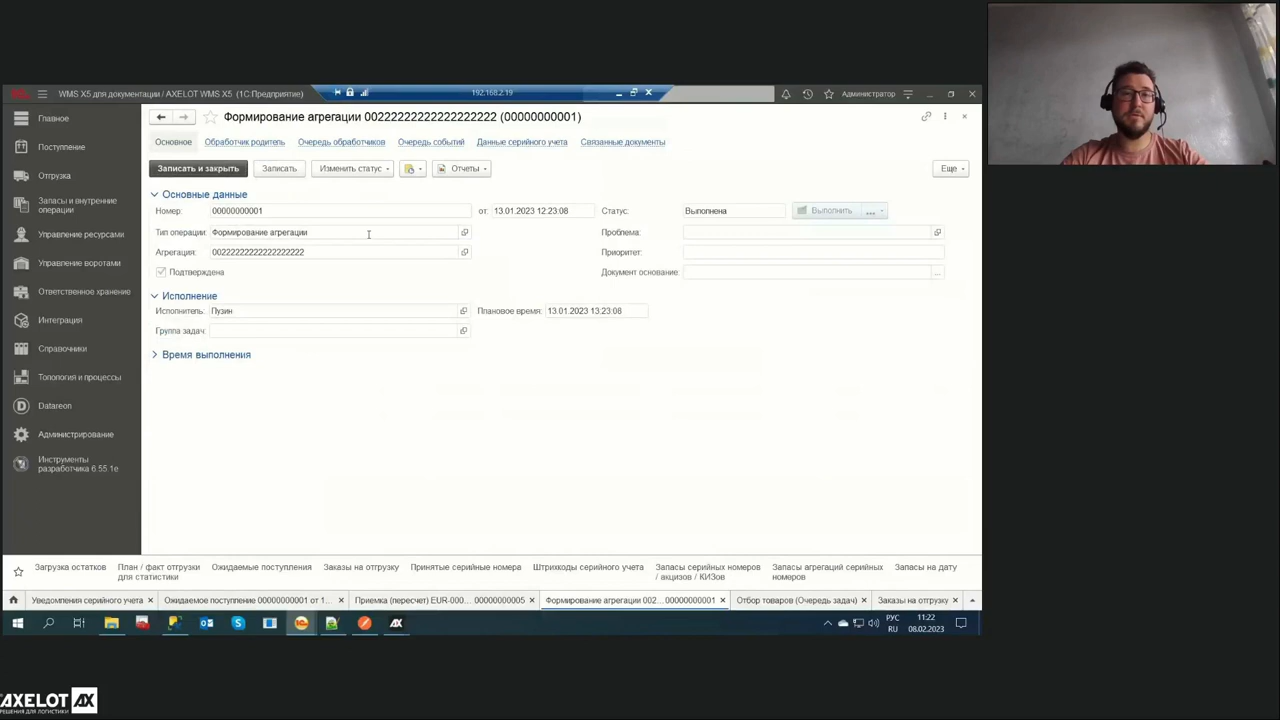 WMS X5 для документации / AXELOT WMS X5 (1С:Предприятие)
192.168.2.19
Администратор
Главное
Поступление
Отгрузка
Запасы и внутренние
операции
Управление ресурсами
Управление воротами
Ответственное хранение
Интеграция
Справочники
Топология и процессы
Datareon
Администрирование
Инструменты
разработчика 6.55.1e
Формирование агрегации 00222222222222222222 (00000000001)
Основное Обработчик родитель Очередь обработчиков Очередь событий Данные серийного учета Связанные документы
Записать и закрыть Записать Изменить статус Отчеты Еще
Основные данные
Номер: 00000000001 от: 13.01.2023 12:23:08 Статус: Выполнена Выполнить ...
Тип операции: Формирование агрегации Проблема:
Агрегация: 00222222222222222222 Приоритет:
Подтверждена Документ основание: ...
Исполнение
Исполнитель: Пузин Плановое время: 13.01.2023 13:23:08
Группа задач:
Время выполнения
Загрузка остатков План / факт отгрузки Ожидаемые поступления Заказы на отгрузку Принятые серийные номера Штрихкоды серийного учета Запасы серийных номеров Запасы агрегаций серийных Запасы на дату
для статистики / акцизов / КИЗов номеров
Уведомления серийного учета Ожидаемое поступление 00000000001 от 1... Приемка (пересчет) EUR-000... 00000000005 Формирование агрегации 002... 00000000001 Отбор товаров (Очередь задач) Заказы на отгрузку
РУС 11:22
RU 08.02.2023
AXELOT AX
РЕШЕНИЯ ДЛЯ ЛОГИСТИКИ